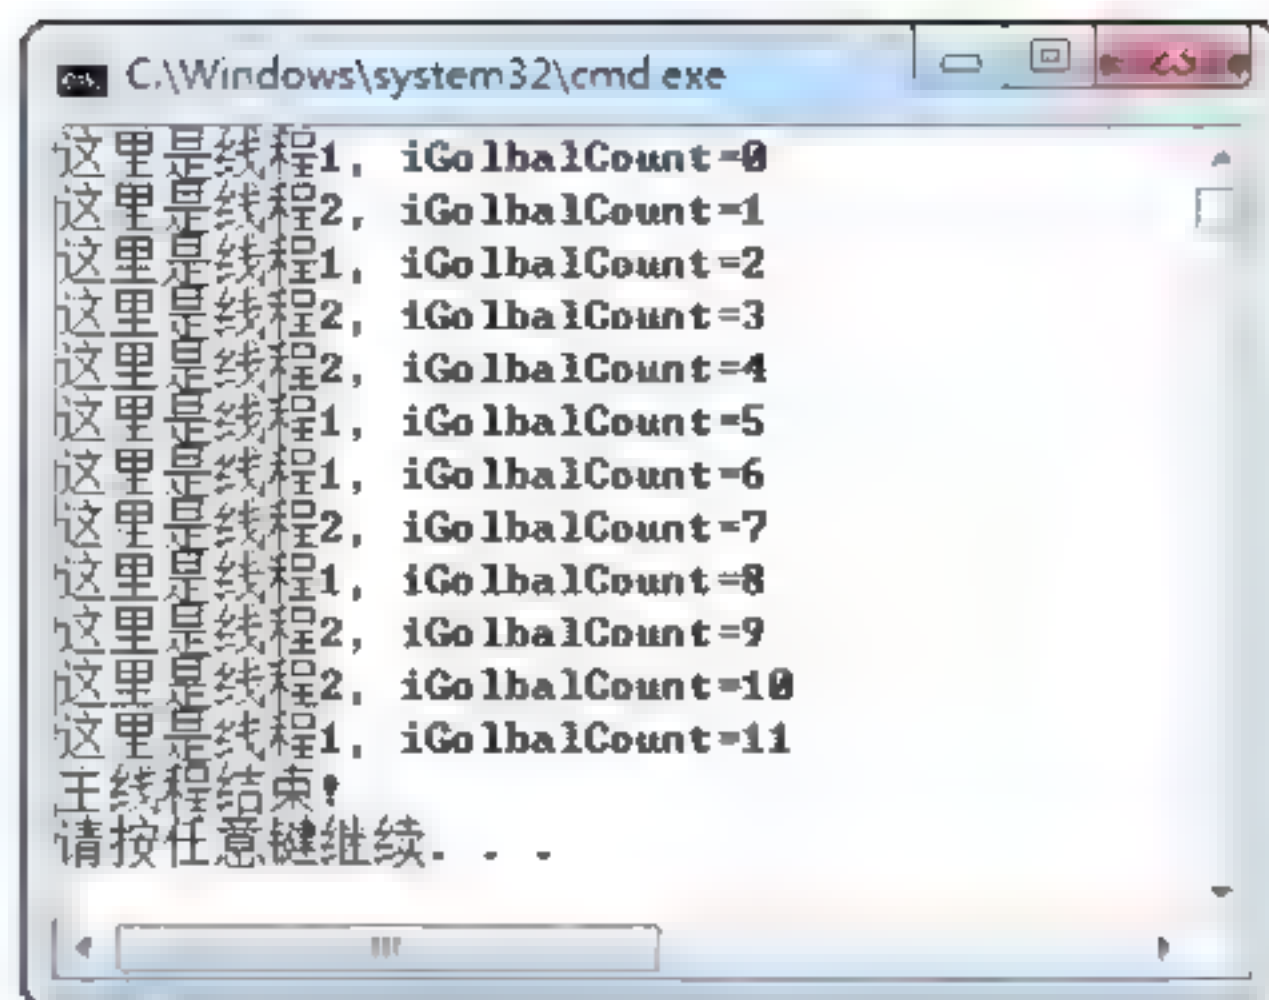 C:\Windows\system32\cmd.exe
这里是线程1, iGolbalCount=0
这里是线程2, iGolbalCount=1
这里是线程1, iGolbalCount=2
这里是线程2, iGolbalCount=3
这里是线程2, iGolbalCount=4
这里是线程1, iGolbalCount=5
这里是线程1, iGolbalCount=6
这里是线程2, iGolbalCount=7
这里是线程1, iGolbalCount=8
这里是线程2, iGolbalCount=9
这里是线程2, iGolbalCount=10
这里是线程1, iGolbalCount=11
主线程结束!
请按任意键继续. . .